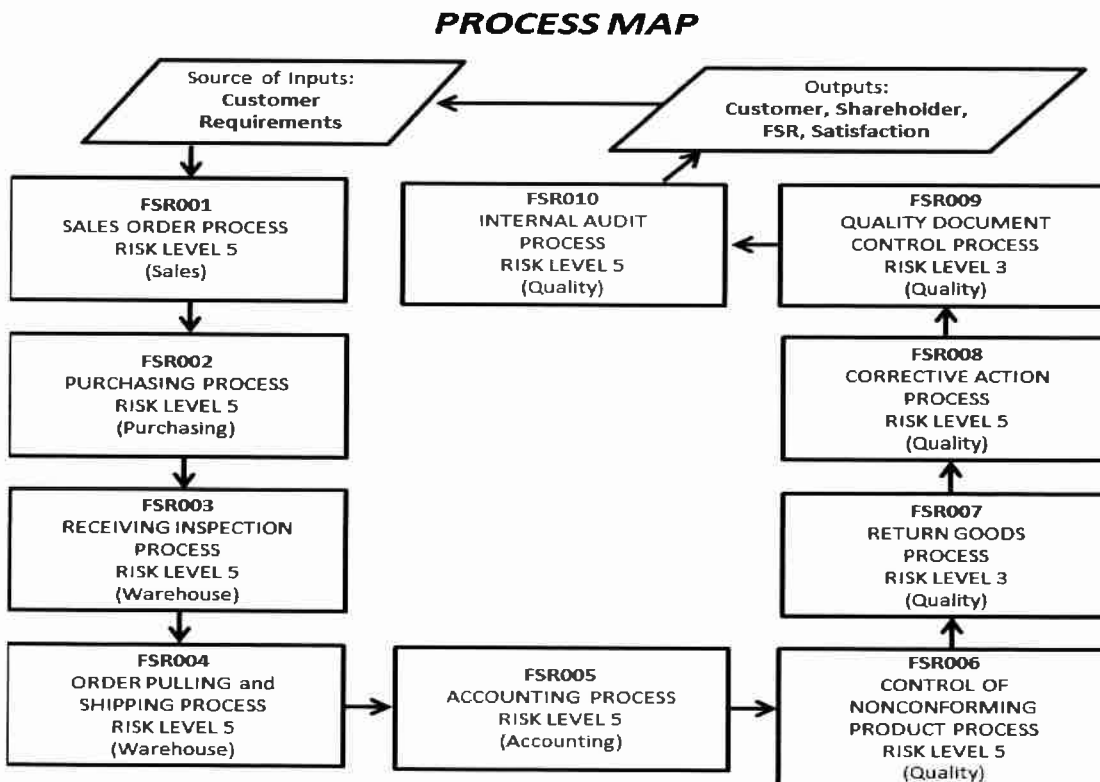 PROCESS MAP
Source of Inputs:
Customer
Requirements
Outputs:
Customer, Shareholder,
FSR, Satisfaction
FSR001
SALES ORDER PROCESS
RISK LEVEL 5
(Sales)
FSR002
PURCHASING PROCESS
RISK LEVEL 5
(Purchasing)
FSR003
RECEIVING INSPECTION
PROCESS
RISK LEVEL 5
(Warehouse)
FSR004
ORDER PULLING and
SHIPPING PROCESS
RISK LEVEL 5
(Warehouse)
FSR005
ACCOUNTING PROCESS
RISK LEVEL 5
(Accounting)
FSR006
CONTROL OF
NONCONFORMING
PRODUCT PROCESS
RISK LEVEL 5
(Quality)
FSR007
RETURN GOODS
PROCESS
RISK LEVEL 3
(Quality)
FSR008
CORRECTIVE ACTION
PROCESS
RISK LEVEL 5
(Quality)
FSR009
QUALITY DOCUMENT
CONTROL PROCESS
RISK LEVEL 3
(Quality)
FSR010
INTERNAL AUDIT
PROCESS
RISK LEVEL 5
(Quality)